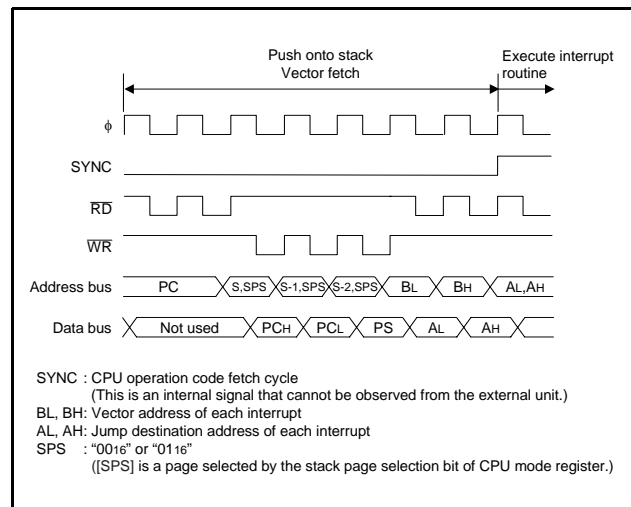 Push onto stack
Vector fetch
Execute interrupt
routine
ϕ
SYNC
RD
WR
Address bus
PC
S,SPS
S-1,SPS
S-2,SPS
BL
BH
AL,AH
Data bus
Not used
PCH
PCL
PS
AL
AH
SYNC : CPU operation code fetch cycle
(This is an internal signal that cannot be observed from the external unit.)
BL, BH: Vector address of each interrupt
AL, AH: Jump destination address of each interrupt
SPS : “0016” or “0116”
([SPS] is a page selected by the stack page selection bit of CPU mode register.)